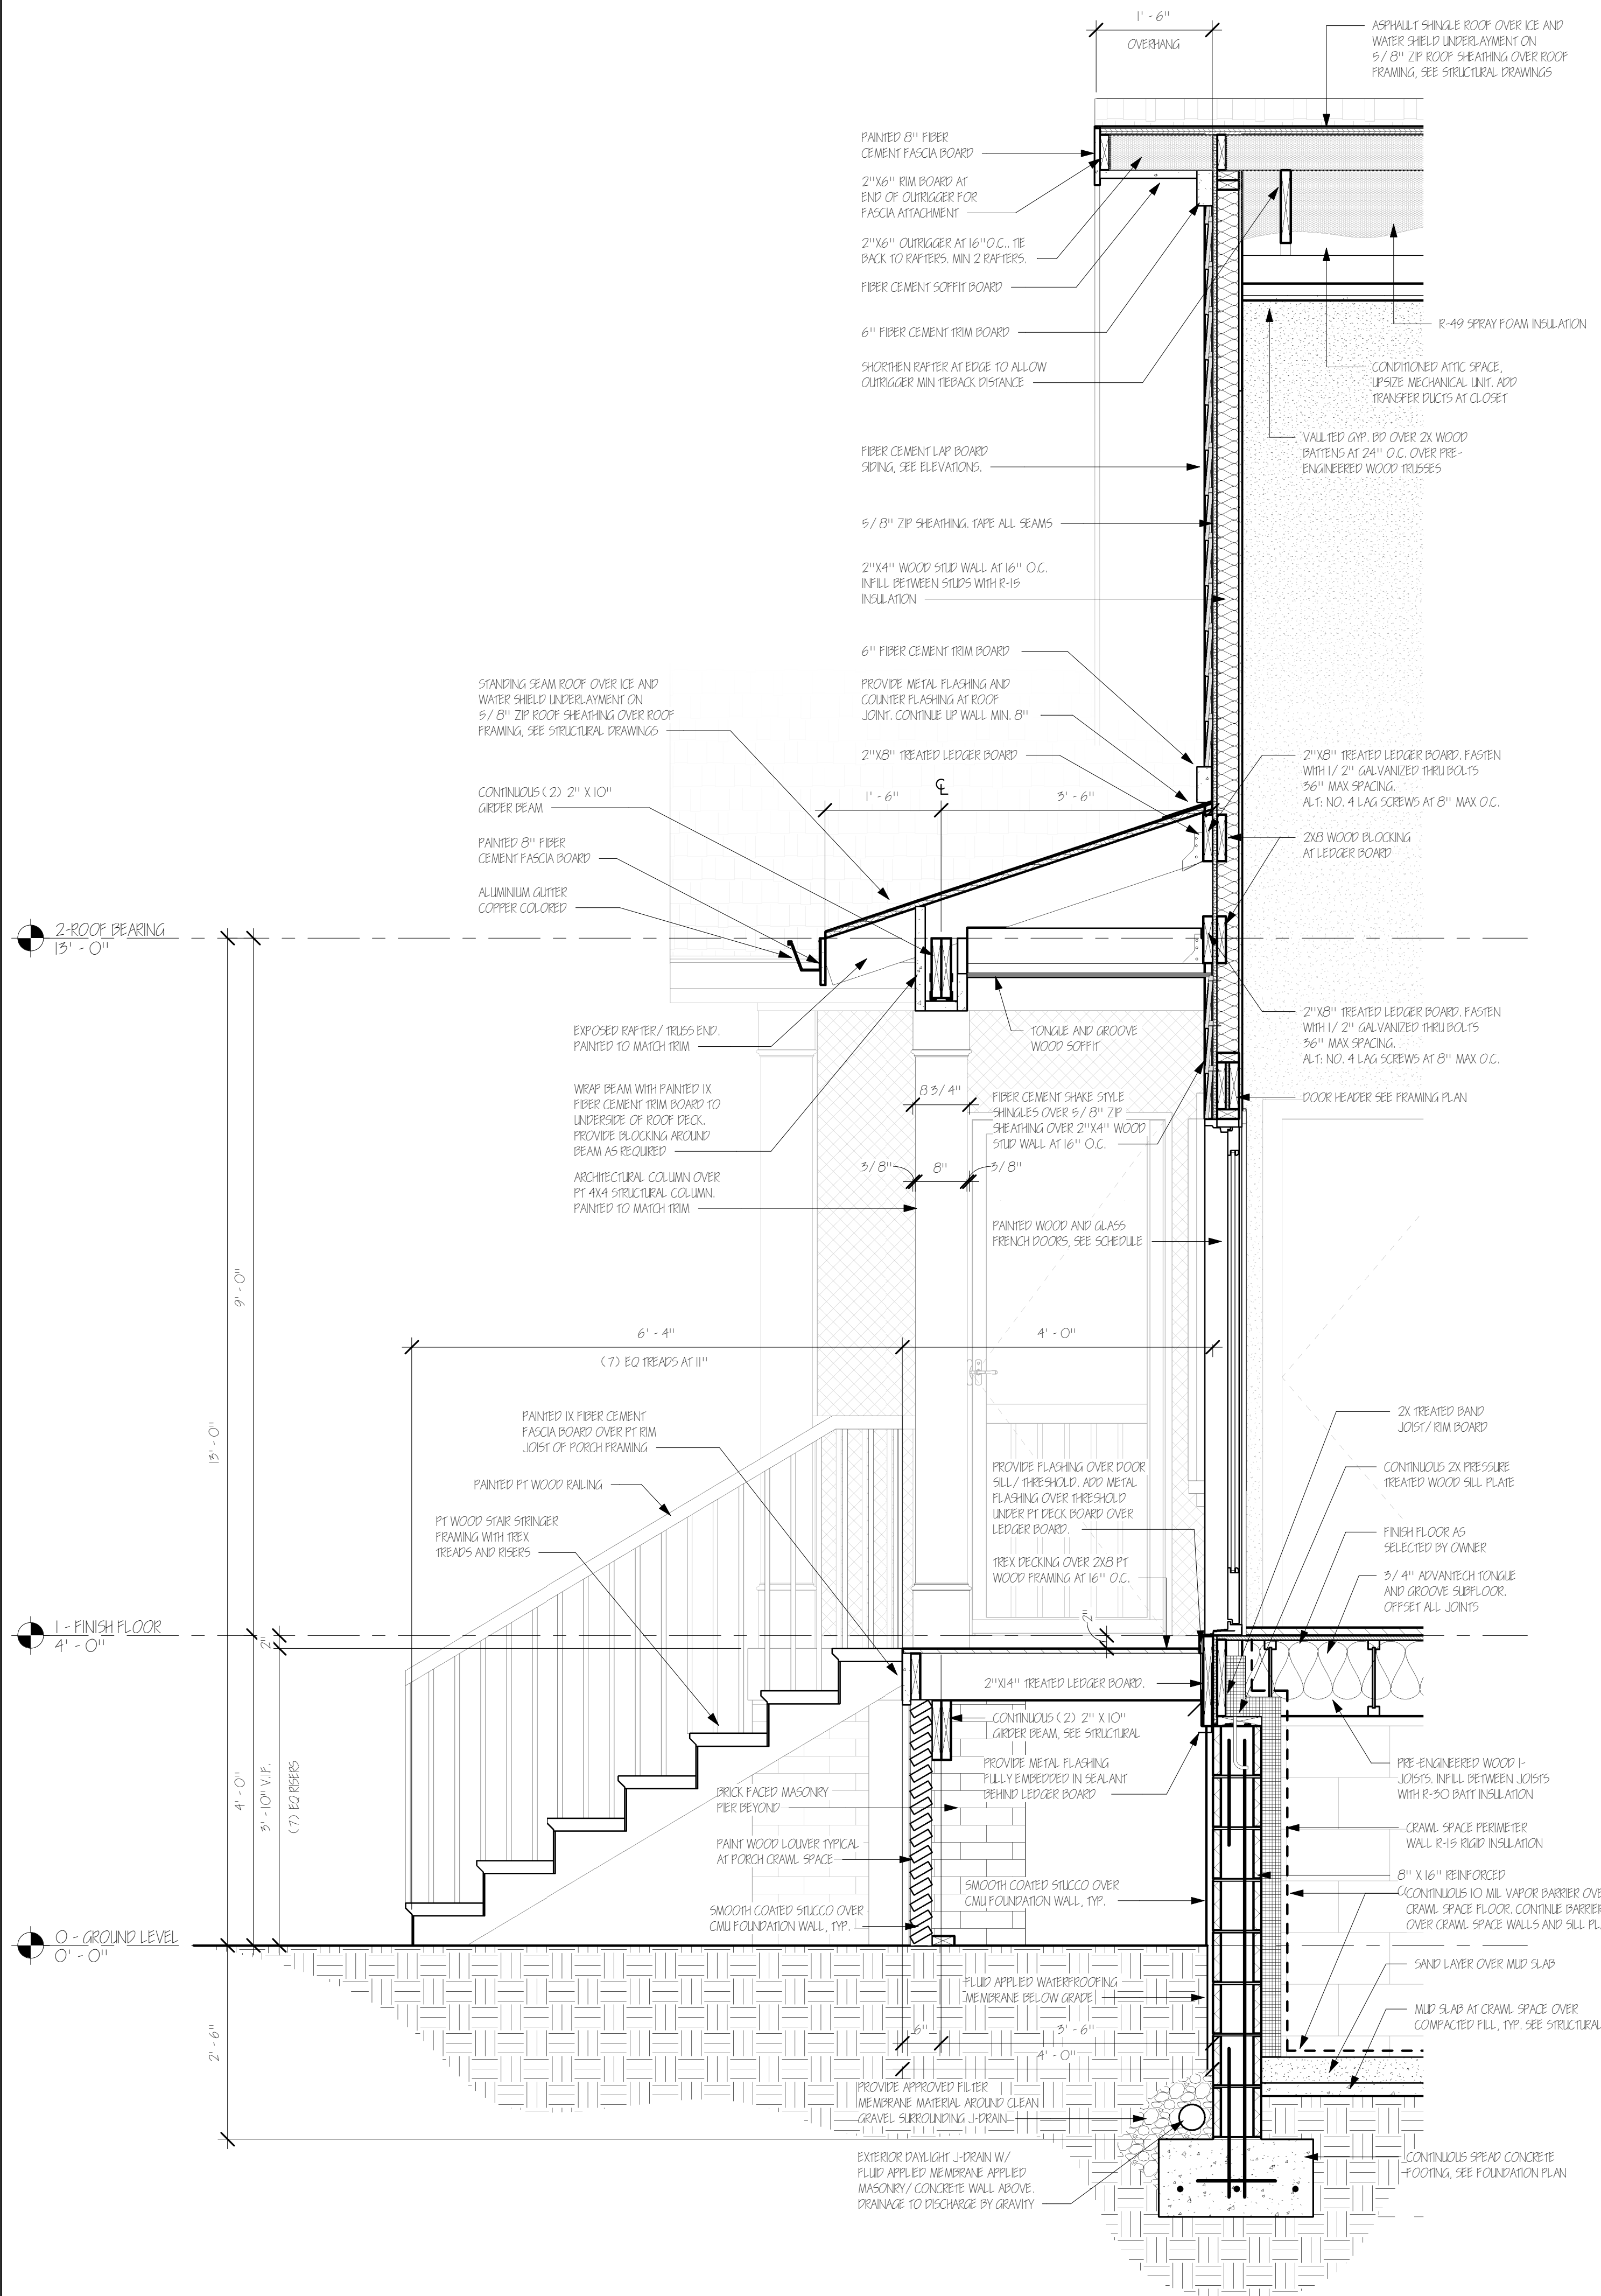 1' - 6"
OVERHANG
ASPHAULT SHINGLE ROOF OVER ICE AND
WATER SHIELD UNDERLAYMENT ON
5/ 8" ZIP ROOF SHEATHING OVER ROOF
FRAMING, SEE STRUCTURAL DRAWINGS
PAINTED 8" FIBER
CEMENT FASCIA BOARD
2"X6" RIM BOARD AT
END OF OUTRIGGER FOR
FASCIA ATTACHMENT
2"X6" OUTRIGGER AT 16"O.C.. TIE
BACK TO RAFTERS. MIN 2 RAFTERS.
FIBER CEMENT SOFFIT BOARD
6" FIBER CEMENT TRIM BOARD
SHORTHEN RAFTER AT EDGE TO ALLOW
OUTRIGGER MIN TIEBACK DISTANCE
R-49 SPRAY FOAM INSULATION
CONDITIONED ATTIC SPACE,
UPSIZE MECHANICAL UNIT. ADD
TRANSFER DUCTS AT CLOSET
VAULTED GYP. BD OVER 2X WOOD
BATTENS AT 24" O.C. OVER PRE-
ENGINEERED WOOD TRUSSES
FIBER CEMENT LAP BOARD
SIDING, SEE ELEVATIONS.
5/ 8" ZIP SHEATHING. TAPE ALL SEAMS
2"X4" WOOD STUD WALL AT 16" O.C.
INFILL BETWEEN STUDS WITH R-15
INSULATION
6" FIBER CEMENT TRIM BOARD
PROVIDE METAL FLASHING AND
COUNTER FLASHING AT ROOF
JOINT. CONTINUE UP WALL MIN. 8"
2"X8" TREATED LEDGER BOARD
STANDING SEAM ROOF OVER ICE AND
WATER SHIELD UNDERLAYMENT ON
5/ 8" ZIP ROOF SHEATHING OVER ROOF
FRAMING, SEE STRUCTURAL DRAWINGS
CONTINUOUS ( 2) 2" X 10"
GIRDER BEAM
PAINTED 8" FIBER
CEMENT FASCIA BOARD
ALUMINIUM GUTTER
COPPER COLORED
1' - 6"
CL
3' - 6"
2"X8" TREATED LEDGER BOARD. FASTEN
WITH 1/ 2" GALVANIZED THRU BOLTS
36" MAX SPACING.
ALT: NO. 4 LAG SCREWS AT 8" MAX O.C.
2X8 WOOD BLOCKING
AT LEDGER BOARD
2-ROOF BEARING
13' - 0"
EXPOSED RAFTER/ TRUSS END.
PAINTED TO MATCH TRIM
TONGUE AND GROOVE
WOOD SOFFIT
2"X8" TREATED LEDGER BOARD. FASTEN
WITH 1/ 2" GALVANIZED THRU BOLTS
36" MAX SPACING.
ALT: NO. 4 LAG SCREWS AT 8" MAX O.C.
WRAP BEAM WITH PAINTED 1X
FIBER CEMENT TRIM BOARD TO
UNDERSIDE OF ROOF DECK.
PROVIDE BLOCKING AROUND
BEAM AS REQUIRED
8 3/4"
FIBER CEMENT SHAKE STYLE
SHINGLES OVER 5/ 8" ZIP
SHEATHING OVER 2"X4" WOOD
STUD WALL AT 16" O.C.
DOOR HEADER SEE FRAMING PLAN
3/8"
8"
3/8"
ARCHITECTURAL COLUMN OVER
PT 4X4 STRUCTURAL COLUMN.
PAINTED TO MATCH TRIM
PAINTED WOOD AND GLASS
FRENCH DOORS, SEE SCHEDULE
9' - 0"
6' - 4"
( 7) EQ TREADS AT 11"
4' - 0"
13' - 0"
PAINTED 1X FIBER CEMENT
FASCIA BOARD OVER PT RIM
JOIST OF PORCH FRAMING
PAINTED PT WOOD RAILING
PT WOOD STAIR STRINGER
FRAMING WITH TREX
TREADS AND RISERS
PROVIDE FLASHING OVER DOOR
SILL/ THRESHOLD. ADD METAL
FLASHING OVER THRESHOLD
UNDER PT DECK BOARD OVER
LEDGER BOARD.
TREX DECKING OVER 2X8 PT
WOOD FRAMING AT 16" O.C.
2X TREATED BAND
JOIST/ RIM BOARD
CONTINUOUS 2X PRESSURE
TREATED WOOD SILL PLATE
FINISH FLOOR AS
SELECTED BY OWNER
3/ 4" ADVANTECH TONGUE
AND GROOVE SUBFLOOR.
OFFSET ALL JOINTS
1 - FINISH FLOOR
4' - 0"
2"
2"
2"X14" TREATED LEDGER BOARD.
CONTINUOUS ( 2) 2" X 10"
GIRDER BEAM, SEE STRUCTURAL
PROVIDE METAL FLASHING
FULLY EMBEDDED IN SEALANT
BEHIND LEDGER BOARD
PRE-ENGINEERED WOOD I-
JOISTS. INFILL BETWEEN JOISTS
WITH R-30 BATT INSULATION
4' - 0"
3' - 10" V.I.F.
( 7) EQ RISERS
BRICK FACED MASONRY
PIER BEYOND
PAINT WOOD LOUVER TYPICAL
AT PORCH CRAWL SPACE
SMOOTH COATED STUCCO OVER
CMU FOUNDATION WALL, TYP.
SMOOTH COATED STUCCO OVER
CMU FOUNDATION WALL, TYP.
CRAWL SPACE PERIMETER
WALL R-15 RIGID INSULATION
8" X 16" REINFORCED
CONTINUOUS 10 MIL VAPOR BARRIER OVE
CRAWL SPACE FLOOR. CONTINUE BARRIER
OVER CRAWL SPACE WALLS AND SILL PL.
0 - GROUND LEVEL
0' - 0"
SAND LAYER OVER MUD SLAB
FLUID APPLIED WATERPROOFING
MEMBRANE BELOW GRADE
MUD SLAB AT CRAWL SPACE OVER
COMPACTED FILL, TYP. SEE STRUCTURAL
2' - 6"
6"
3' - 6"
4' - 0"
PROVIDE APPROVED FILTER
MEMBRANE MATERIAL AROUND CLEAN
GRAVEL SURROUNDING J-DRAIN
EXTERIOR DAYLIGHT J-DRAIN W/
FLUID APPLIED MEMBRANE APPLIED
MASONRY/ CONCRETE WALL ABOVE.
DRAINAGE TO DISCHARGE BY GRAVITY
CONTINUOUS SPEAD CONCRETE
FOOTING, SEE FOUNDATION PLAN